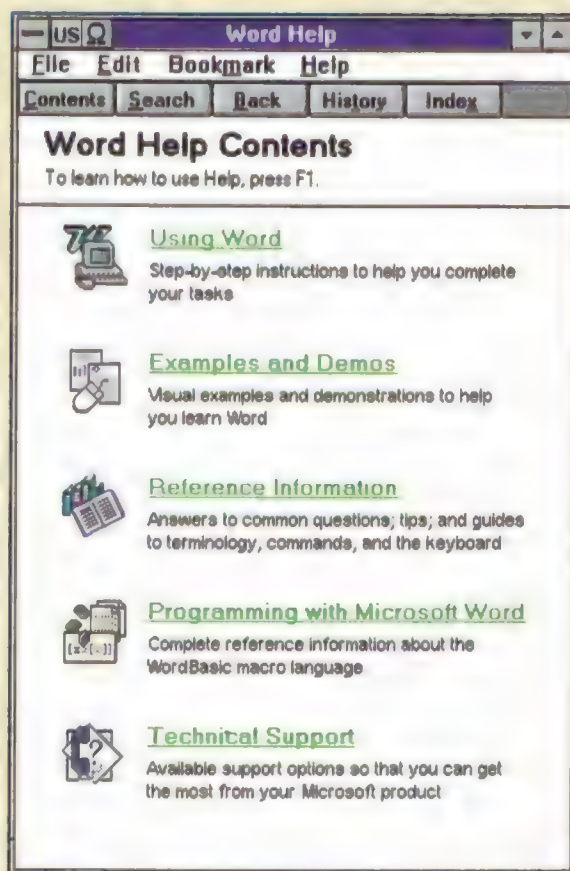 US Ω Word Help
File Edit Bookmark Help
Contents Search Back History Index
Word Help Contents
To learn how to use Help, press F1.
Using Word
Step-by-step instructions to help you complete
your tasks
Examples and Demos
Visual examples and demonstrations to help
you learn Word
Reference Information
Answers to common questions; tips; and guides
to terminology, commands, and the keyboard
Programming with Microsoft Word
Complete reference information about the
WordBasic macro language
Technical Support
Available support options so that you can get
the most from your Microsoft product